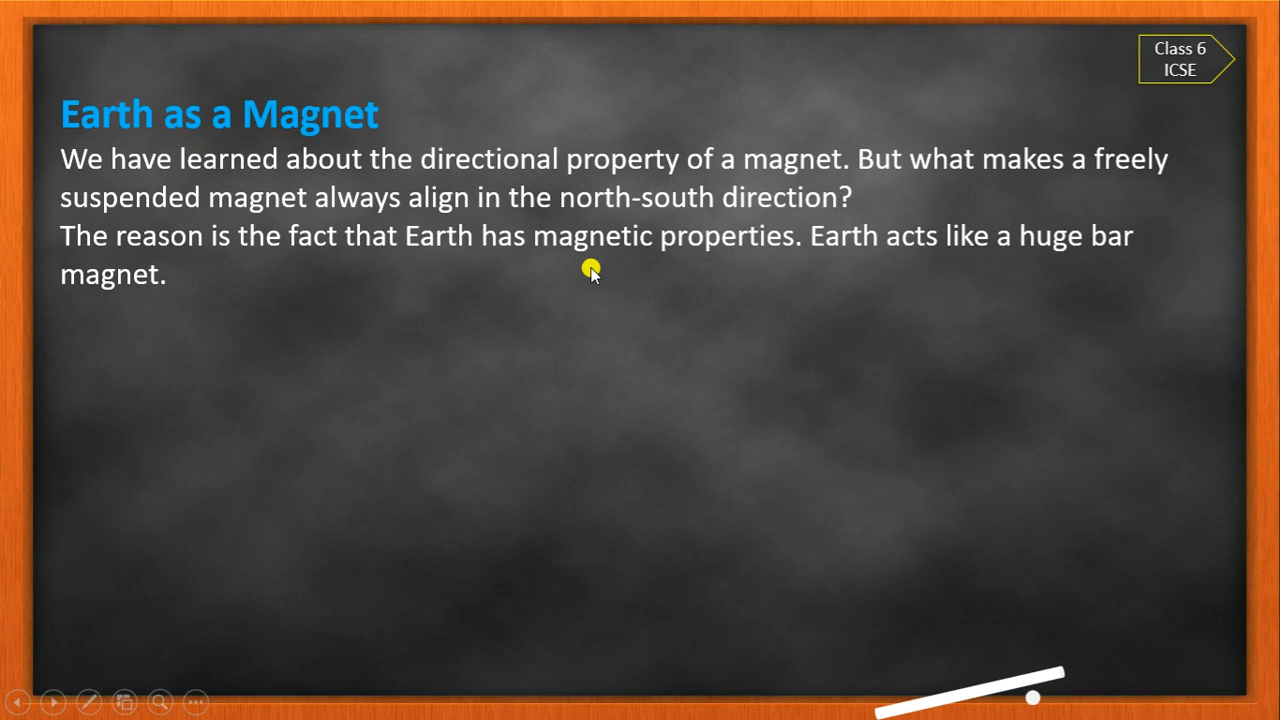 Class 6
ICSE
Earth as a Magnet
We have learned about the directional property of a magnet. But what makes a freely
suspended magnet always align in the north-south direction?
The reason is the fact that Earth has magnetic properties. Earth acts like a huge bar
magnet.